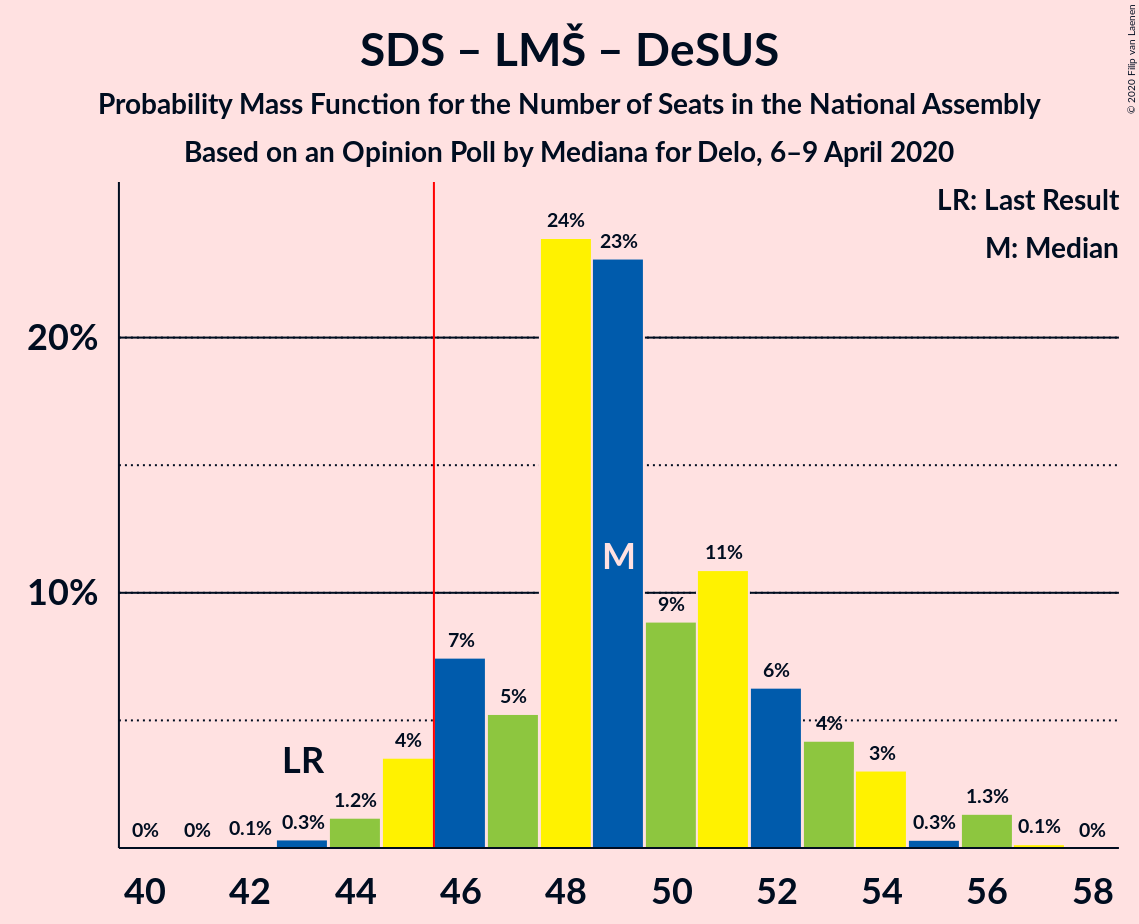 SDS – LMŠ – DeSUS
Probability Mass Function for the Number of Seats in the National Assembly
Based on an Opinion Poll by Mediana for Delo, 6–9 April 2020
© 2020 Filip van Laenen
LR: Last Result
M: Median
20%
10%
0%
0%
0.1%
0.3%
1.2%
4%
7%
5%
24%
23%
9%
11%
6%
4%
3%
0.3%
1.3%
0.1%
0%
LR
M
40 42 44 46 48 50 52 54 56 58